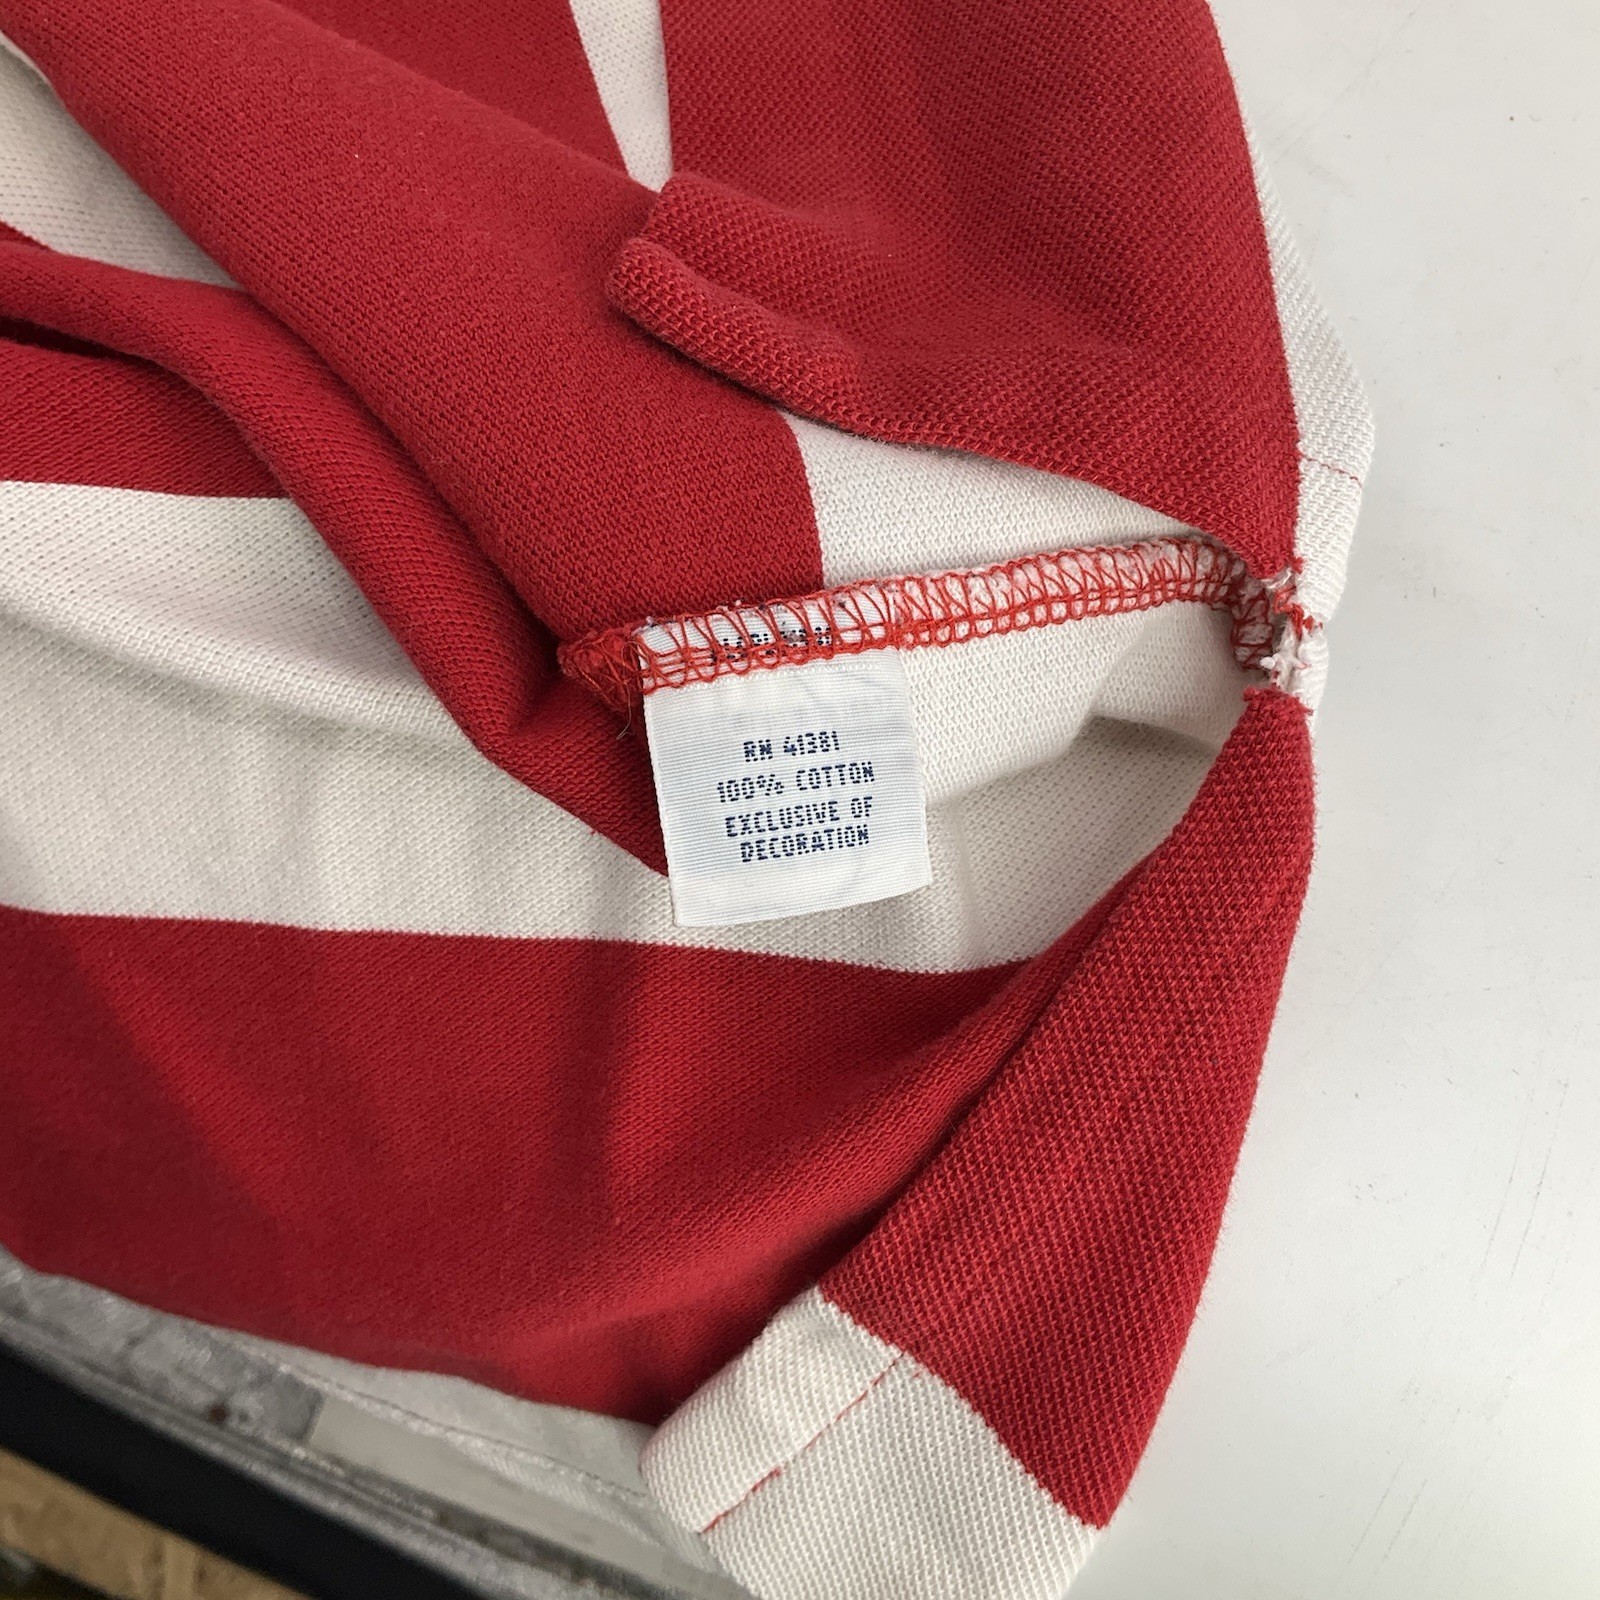 RN 41381
100% COTTON
EXCLUSIVE OF
DECORATION